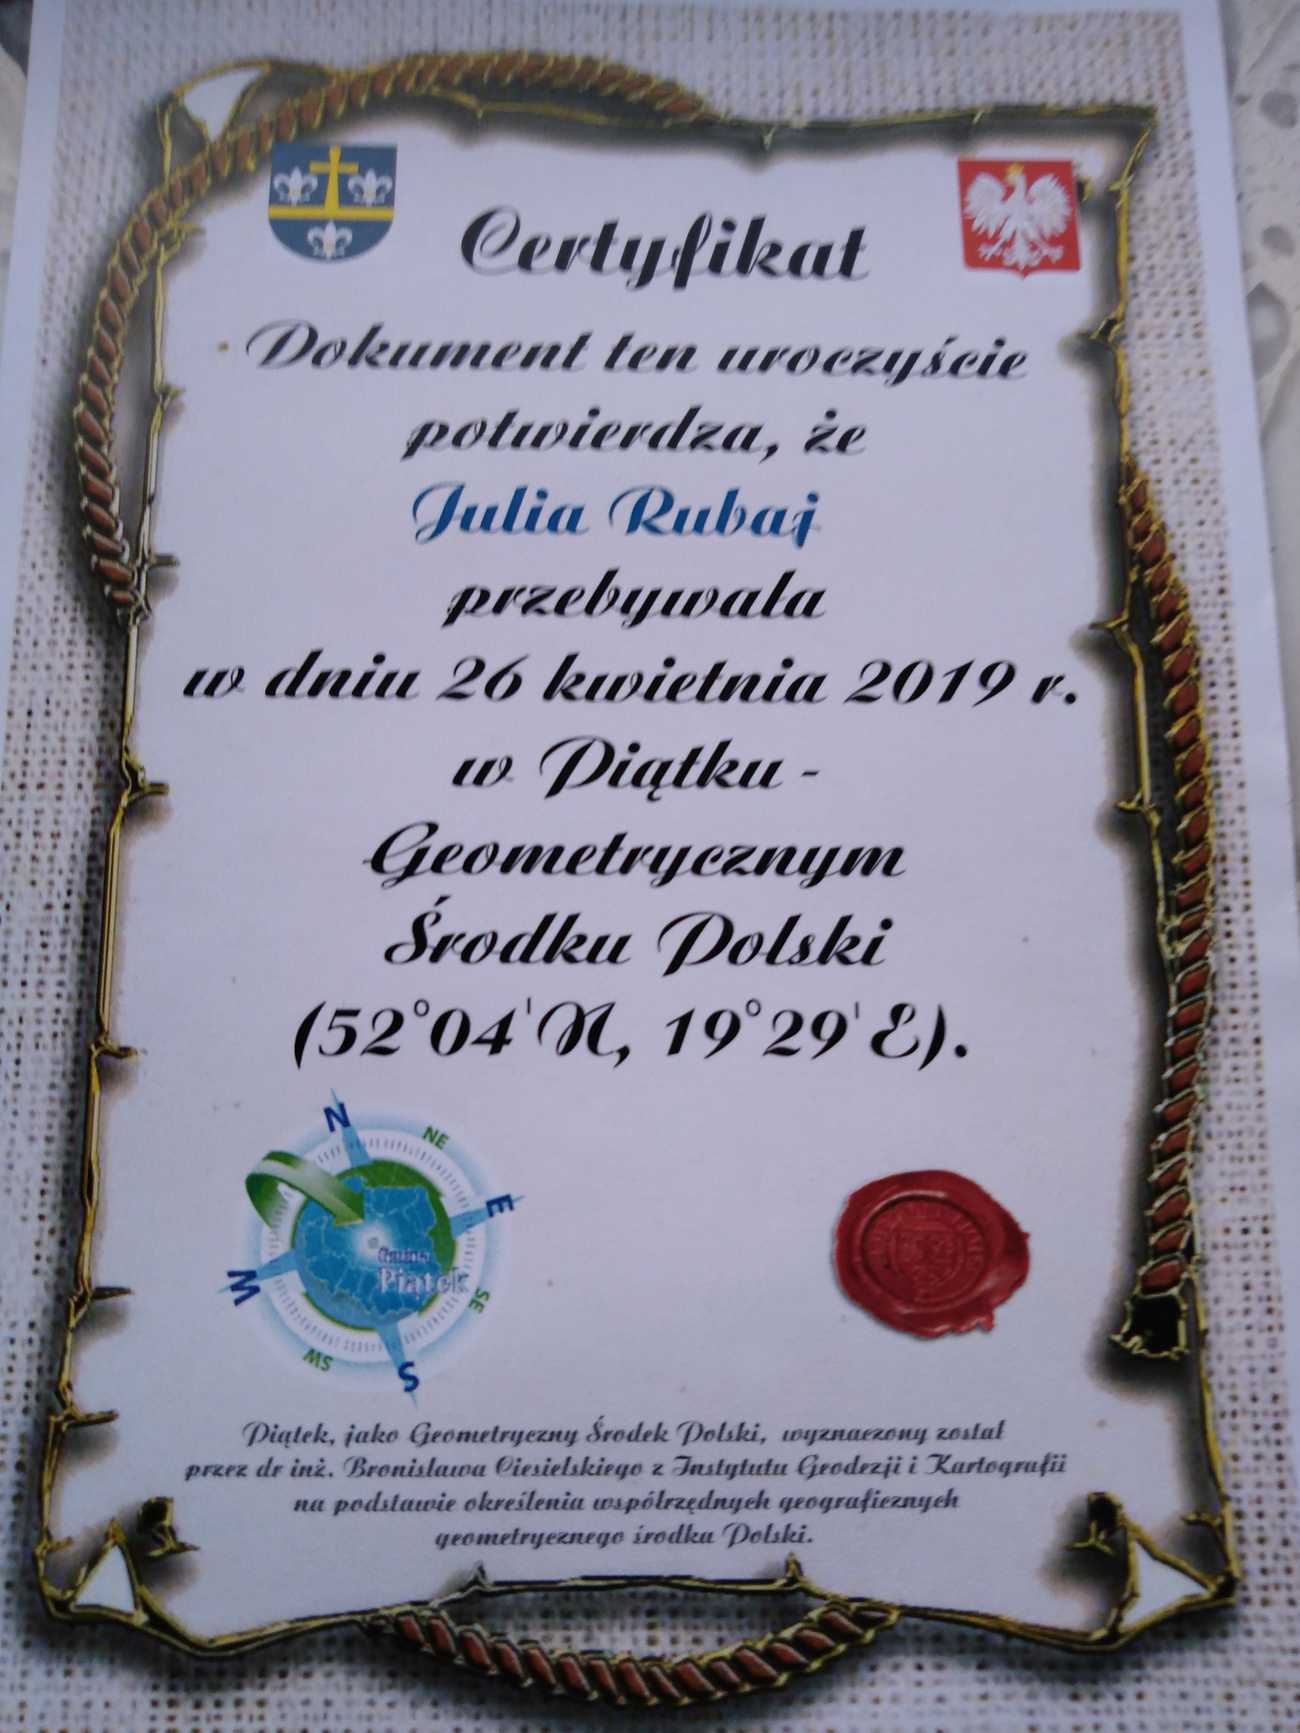 Certyfikat
Dokument ten uroczyście
potwierdza, że
Julia Rubaj
przebywała
w dniu 26 kwietnia 2019 r.
w Piątku -
Geometrycznym
Środku Polski
(52°04'N, 19°29'E).
N
NE
E
Gmina
Piątek
W
SE
SW
S
Piątek, jako Geometryczny Środek Polski, wyznaczony został
przez dr inż. Bronisława Ciesielskiego z Instytutu Geodezji i Kartografii
na podstawie określenia współrzędnych geograficznych
geometrycznego środka Polski.